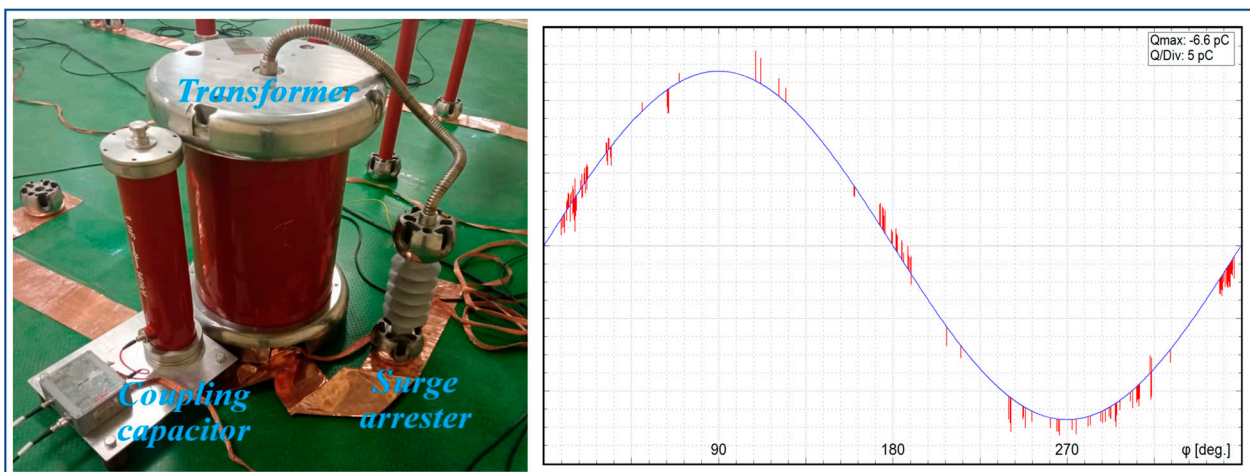 Transformer
Coupling
capacitor
Surge
arrester
Qmax: -6.6 pC
Q/Div: 5 pC
90
180
270
φ [deg.]